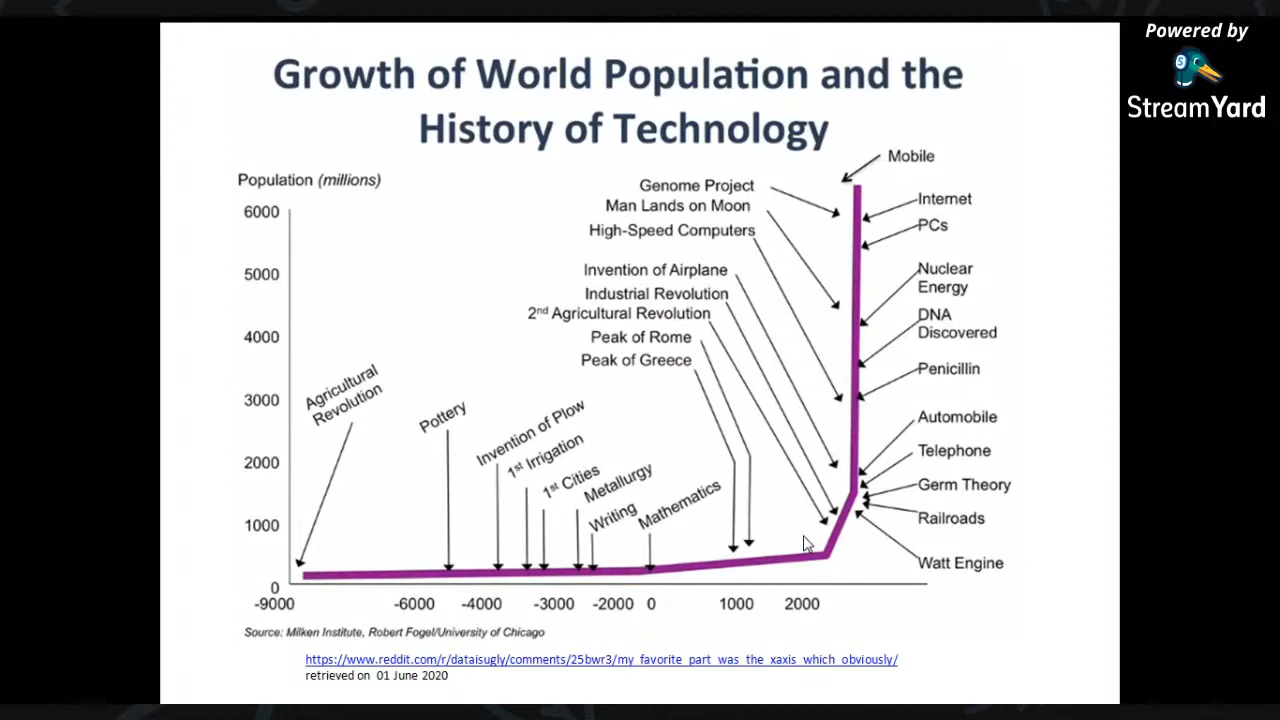 Powered by
StreamYard
Growth of World Population and the
History of Technology
Population (millions)
6000
5000
4000
3000
2000
1000
0
-9000
-6000
-4000
-3000
-2000
0
1000
2000
Agricultural
Revolution
Pottery
Invention of Plow
1st Irrigation
1st Cities
Metallurgy
Writing
Mathematics
Genome Project
Man Lands on Moon
High-Speed Computers
Invention of Airplane
Industrial Revolution
2nd Agricultural Revolution
Peak of Rome
Peak of Greece
Mobile
Internet
PCs
Nuclear
Energy
DNA
Discovered
Penicillin
Automobile
Telephone
Germ Theory
Railroads
Watt Engine
Source: Milken Institute, Robert Fogel/University of Chicago
https://www.reddit.com/r/dataisugly/comments/25bwr3/my_favorite_part_was_the_xaxis_which_obviously/
retrieved on 01 June 2020